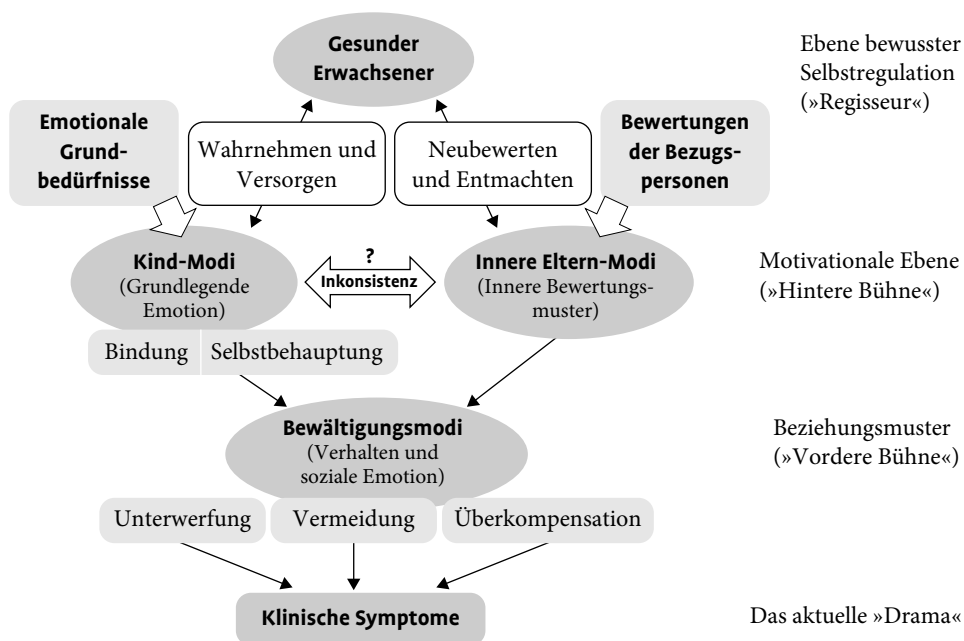 Gesunder
Erwachsener
Ebene bewusster
Selbstregulation
(»Regisseur«)
Emotionale
Grund-
bedürfnisse
Wahrnehmen und
Versorgen
Neubewerten
und Entmachten
Bewertungen
der Bezugs-
personen
Kind-Modi
(Grundlegende
Emotion)
?
Inkonsistenz
Innere Eltern-Modi
(Innere Bewertungs-
muster)
Motivationale Ebene
(»Hintere Bühne«)
Bindung
Selbstbehauptung
Bewältigungsmodi
(Verhalten und
soziale Emotion)
Beziehungsmuster
(»Vordere Bühne«)
Unterwerfung
Vermeidung
Überkompensation
Klinische Symptome
Das aktuelle »Drama«